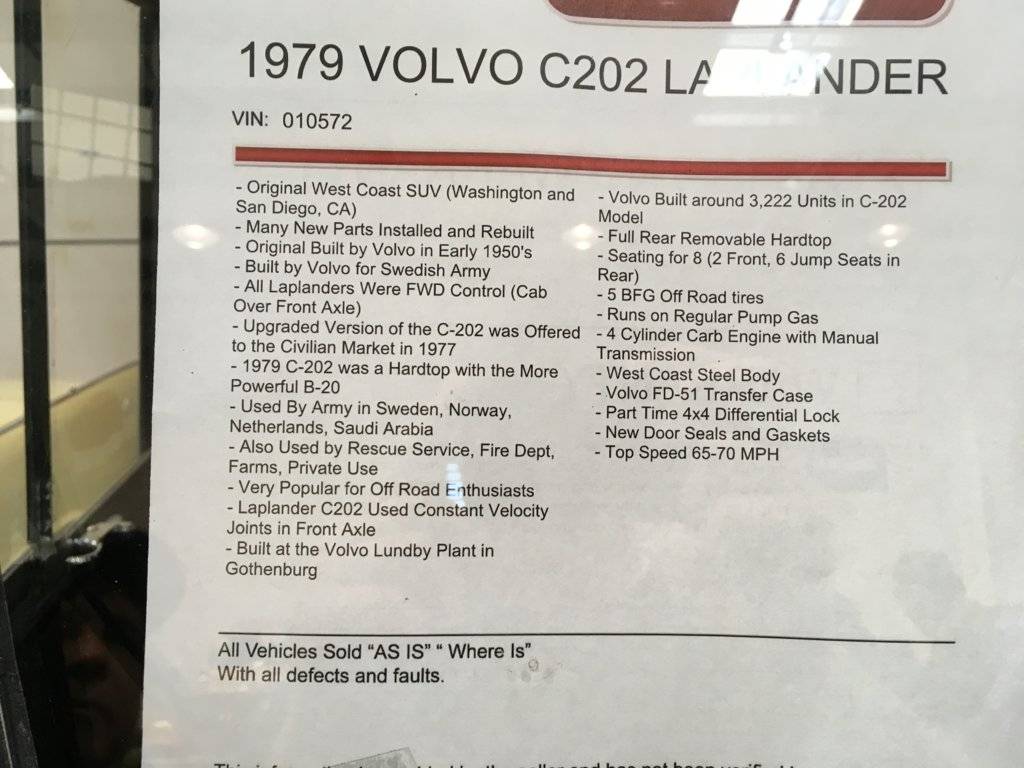 1979 VOLVO C202 LAPLANDER
VIN: 010572
- Original West Coast SUV (Washington and
San Diego, CA)
- Many New Parts Installed and Rebuilt
- Original Built by Volvo in Early 1950's
- Built by Volvo for Swedish Army
- All Laplanders Were FWD Control (Cab
Over Front Axle)
- Upgraded Version of the C-202 was Offered
to the Civilian Market in 1977
- 1979 C-202 was a Hardtop with the More
Powerful B-20
- Used By Army in Sweden, Norway,
Netherlands, Saudi Arabia
- Also Used by Rescue Service, Fire Dept,
Farms, Private Use
- Very Popular for Off Road Enthusiasts
- Laplander C202 Used Constant Velocity
Joints in Front Axle
- Built at the Volvo Lundby Plant in
Gothenburg
- Volvo Built around 3,222 Units in C-202
Model
- Full Rear Removable Hardtop
- Seating for 8 (2 Front, 6 Jump Seats in
Rear)
- 5 BFG Off Road tires
- Runs on Regular Pump Gas
- 4 Cylinder Carb Engine with Manual
Transmission
- West Coast Steel Body
- Volvo FD-51 Transfer Case
- Part Time 4x4 Differential Lock
- New Door Seals and Gaskets
- Top Speed 65-70 MPH
All Vehicles Sold "AS IS" " Where Is"
With all defects and faults.